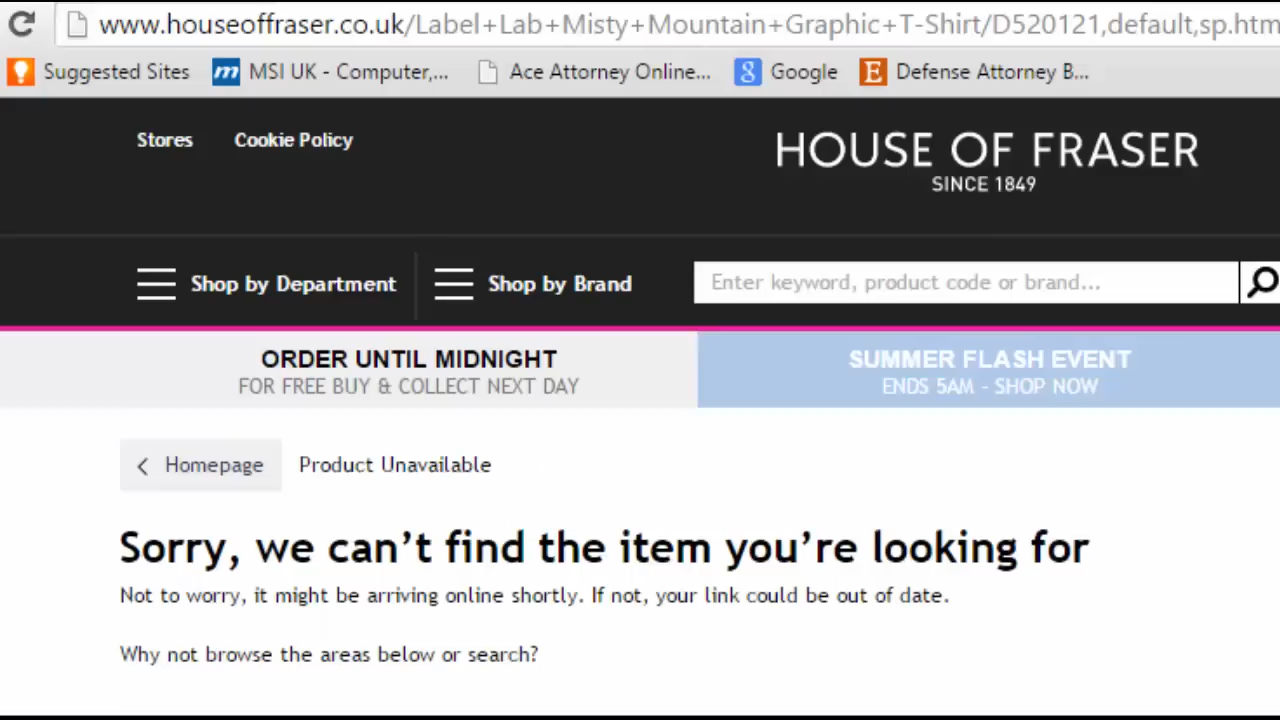 www.houseoffraser.co.uk/Label+Lab+Misty+Mountain+Graphic+T-Shirt/D520121,default,sp.htm
Suggested Sites MSI UK - Computer,... Ace Attorney Online... Google Defense Attorney B...
Stores Cookie Policy
HOUSE OF FRASER
SINCE 1849
Shop by Department Shop by Brand Enter keyword, product code or brand...
ORDER UNTIL MIDNIGHT SUMMER FLASH EVENT
FOR FREE BUY & COLLECT NEXT DAY ENDS 5AM - SHOP NOW
Homepage Product Unavailable
Sorry, we can't find the item you're looking for
Not to worry, it might be arriving online shortly. If not, your link could be out of date.
Why not browse the areas below or search?